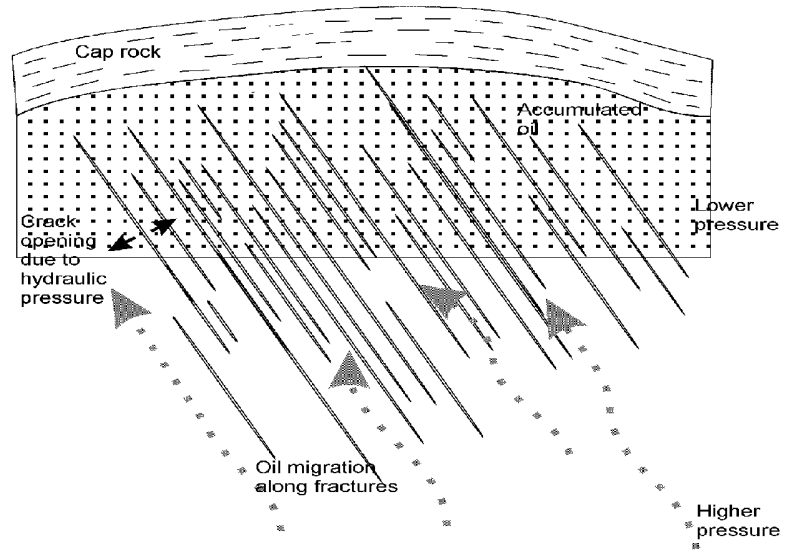 Cap rock
Accumulated
oil
Lower
pressure
Crack
opening
due to
hydraulic
pressure
Oil migration
along fractures
Higher
pressure